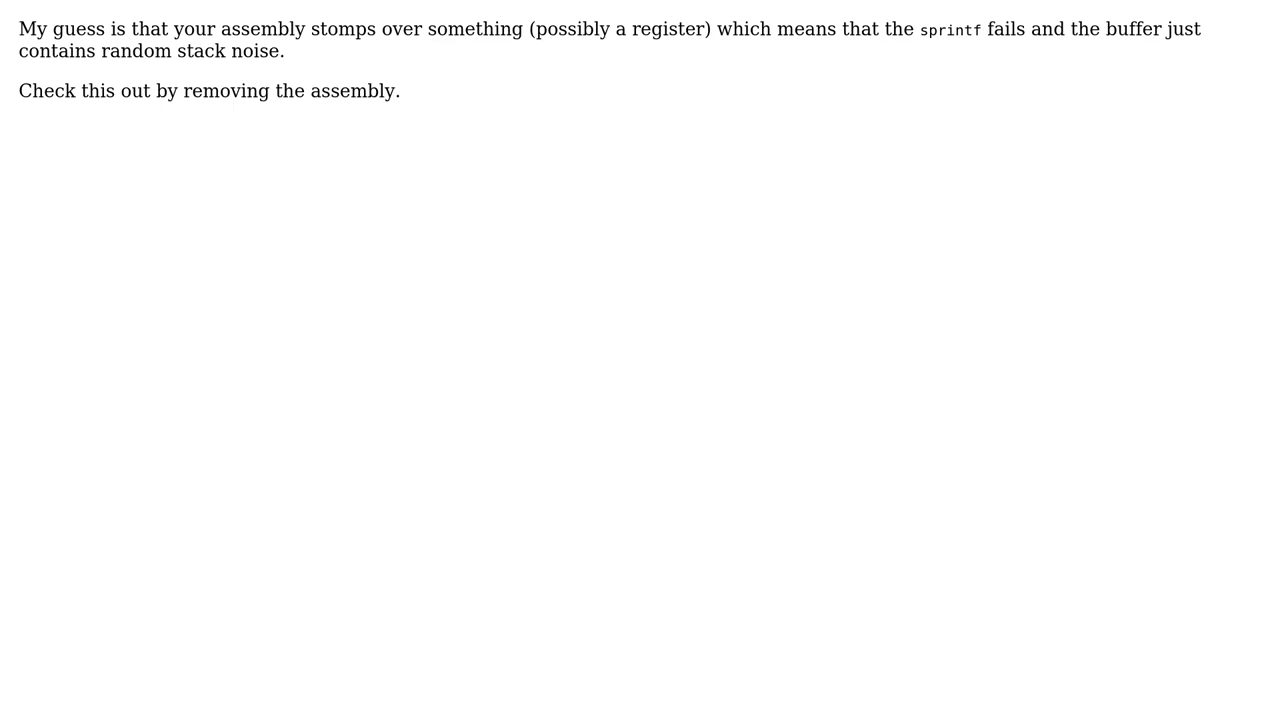 My guess is that your assembly stomps over something (possibly a register) which means that the sprintf fails and the buffer just
contains random stack noise.
Check this out by removing the assembly.